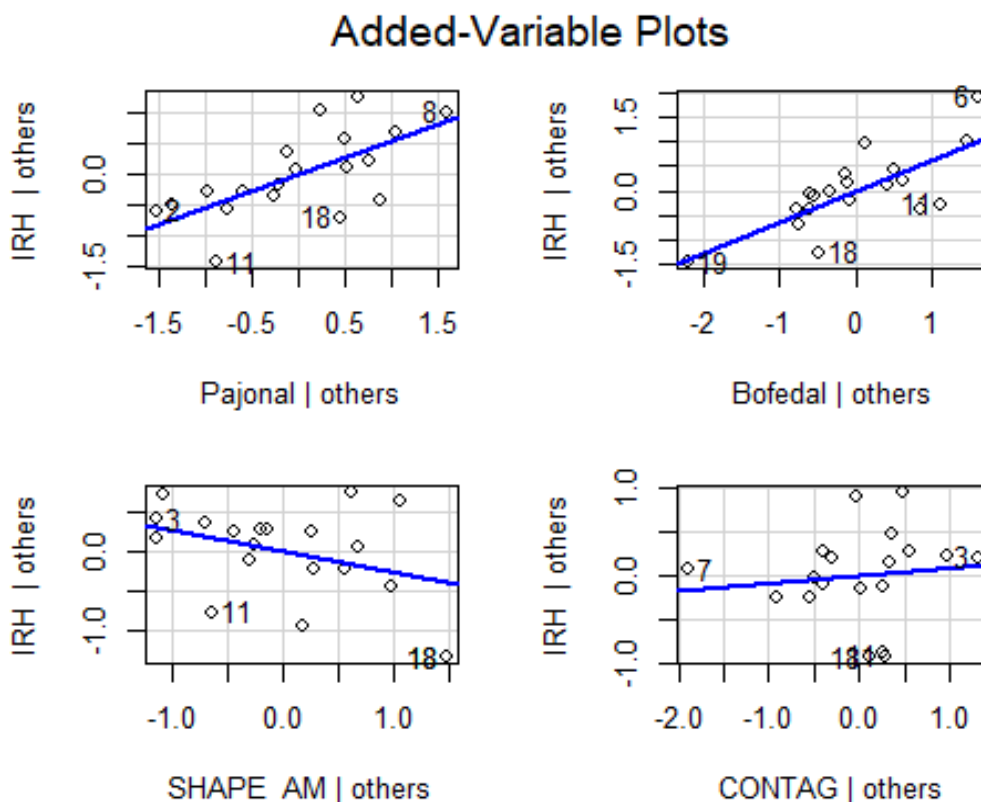 Added-Variable Plots
IRH | others
-1.5 0.0
8
2
18
11
-1.5 -0.5 0.5 1.5
Pajonal | others
IRH | others
-1.5 0.0 1.5
6
11
18
19
-2 -1 0 1
Bofedal | others
IRH | others
-1.0 0.0
3
11
18
-1.0 0.0 1.0
SHAPE_AM | others
IRH | others
-1.0 0.0 1.0
7
3
18
11
-2.0 -1.0 0.0 1.0
CONTAG | others